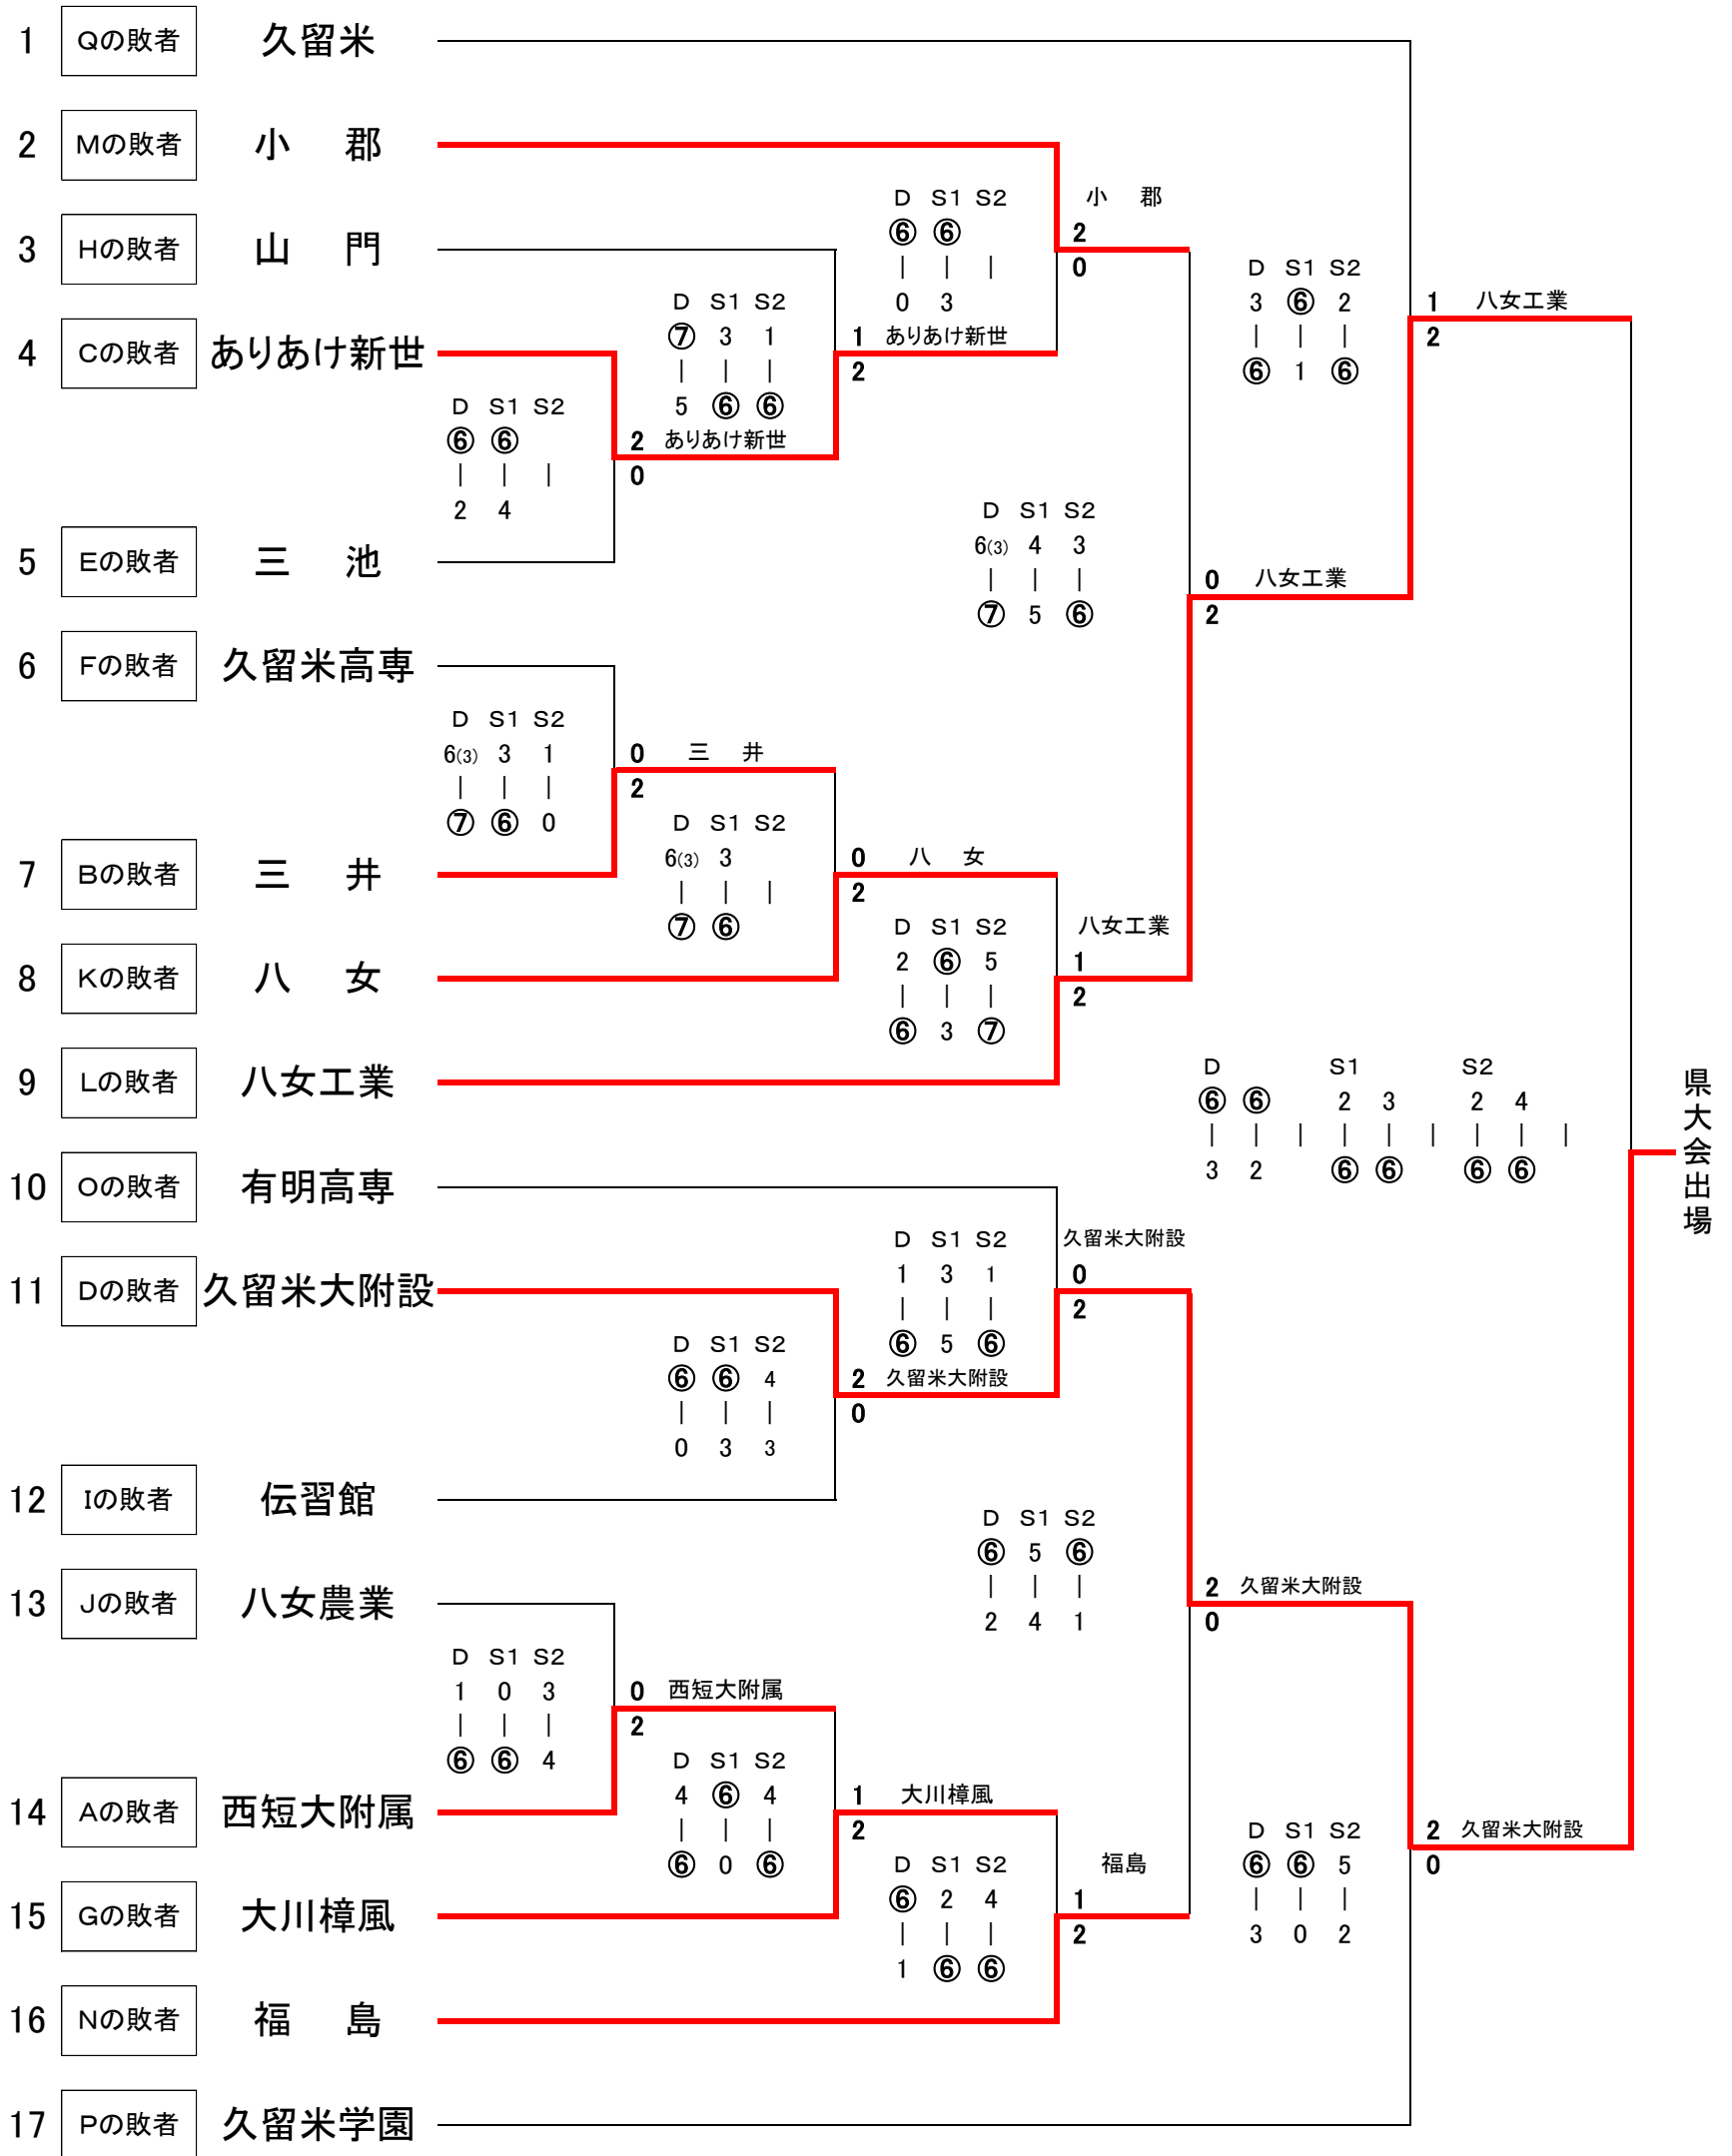 1 Qの敗者 久留米
2 Mの敗者 小 郡
D S1 S2 小 郡
⑥ ⑥ 2
3 Hの敗者 山 門
| | | 0
D S1 S2
0 3
D S1 S2
3 ⑥ 2 1 八女工業
⑦ 3 1 1 ありあけ新世
| | | 2
4 Cの敗者 ありあけ新世
| | | 2
⑥ 1 ⑥
5 ⑥ ⑥
D S1 S2
⑥ ⑥ 2 ありあけ新世
| | | 0
2 4
D S1 S2
6(3) 4 3
5 Eの敗者 三 池
| | | 0 八女工業
⑦ 5 ⑥ 2
6 Fの敗者 久留米高専
D S1 S2
6(3) 3 1 0 三 井
| | | 2
⑦ ⑥ 0
D S1 S2
6(3) 3 0 八 女
7 Bの敗者 三 井
| | | 2
⑦ ⑥
D S1 S2 八女工業
2 ⑥ 5 1
8 Kの敗者 八 女
| | | 2
⑥ 3 ⑦
9 Lの敗者 八女工業
D S1 S2
⑥ ⑥ 2 3 2 4
| | | | | | | | |
3 2 ⑥ ⑥ ⑥ ⑥
県大会出場
10 Oの敗者 有明高専
D S1 S2 久留米大附設
1 3 1 0
11 Dの敗者 久留米大附設
| | | 2
⑥ 5 ⑥
D S1 S2
⑥ ⑥ 4 2 久留米大附設
| | | 0
0 3 3
12 Iの敗者 伝習館
D S1 S2
⑥ 5 ⑥
| | | 2 久留米大附設
13 Jの敗者 八女農業
2 4 1 0
D S1 S2
1 0 3 0 西短大附属
| | | 2
⑥ ⑥ 4
D S1 S2
4 ⑥ 4 1 大川樟風
14 Aの敗者 西短大附属
| | | 2
⑥ 0 ⑥
D S1 S2 2 久留米大附設
⑥ ⑥ 5 0
D S1 S2 福島
⑥ 2 4 1
15 Gの敗者 大川樟風
| | | 2
1 ⑥ ⑥
| | |
3 0 2
16 Nの敗者 福 島
17 Pの敗者 久留米学園